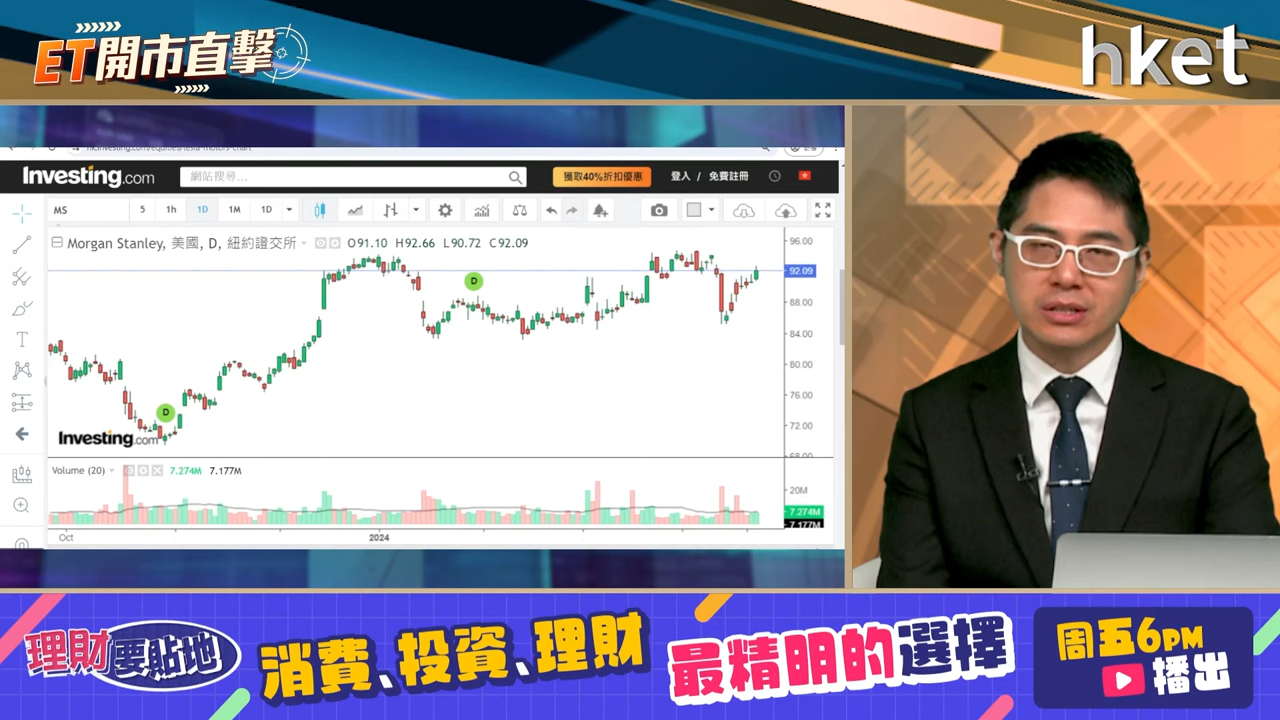 ET開市直擊
hket
Investing.com
網站搜尋...
獲取40%折扣優惠
登入 / 免費註冊
MS
5
1h
1D
1M
1D
Morgan Stanley, 美國, D, 紐約證交所
O91.10 H92.66 L90.72 C92.09
96.00
92.09
88.00
84.00
80.00
76.00
72.00
68.00
D
D
Investing.com
Volume (20)
7.274M
7.177M
20M
7.274M
7.177M
Oct
2024
理財要貼地
消費、投資、理財
最精明的選擇
周五6PM
播出